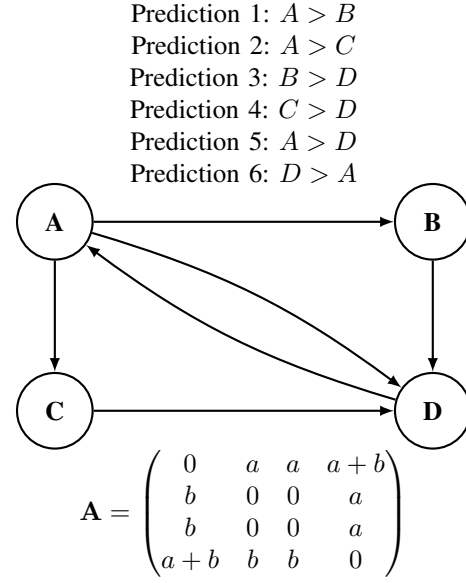 Prediction 1: A > B
Prediction 2: A > C
Prediction 3: B > D
Prediction 4: C > D
Prediction 5: A > D
Prediction 6: D > A
A B
C D
A = ( 0 a a a + b
b 0 0 a
b 0 0 a
a + b b b 0 )